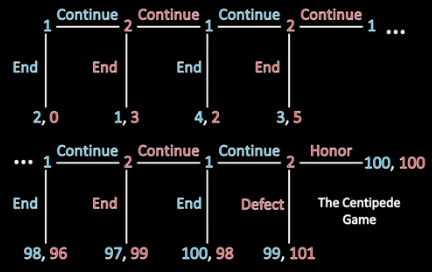 Continue Continue Continue Continue
1 2 1 2 1 ...
End End End End
2, 0 1, 3 4, 2 3, 5
Continue Continue Continue Honor
... 1 2 1 2 100, 100
End End End Defect The Centipede
Game
98, 96 97, 99 100, 98 99, 101